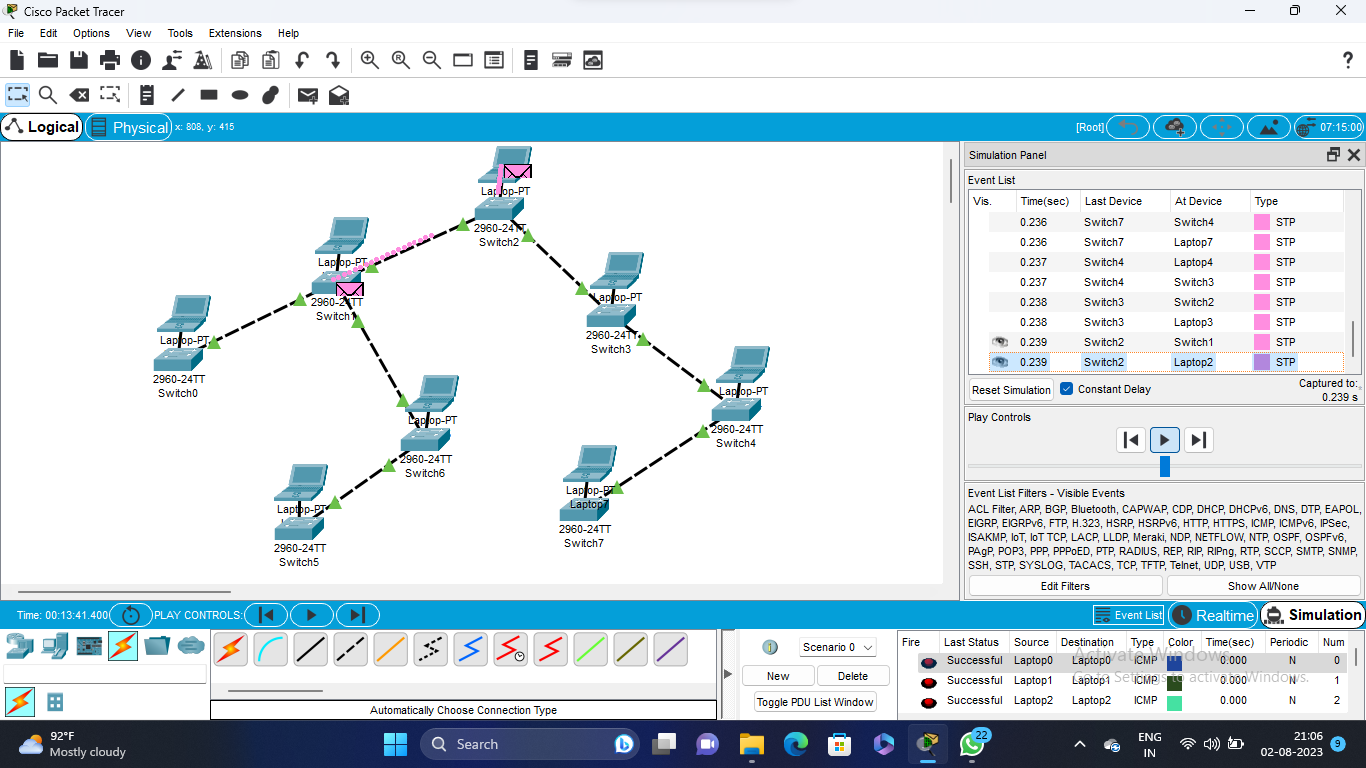 Cisco Packet Tracer
File Edit Options View Tools Extensions Help
?
Logical Physical x: 808, y: 415 [Root] 07:15:00
Laptop-PT
2960-24TT
Switch2
Laptop-PT
2960-24TT
Switch1
Laptop-PT
2960-24TT
Switch3
Laptop-PT
2960-24TT
Switch0
Laptop-PT
2960-24TT
Switch4
Laptop-PT
2960-24TT
Switch6
Laptop-PT
Laptop7
2960-24TT
Switch7
Laptop-PT
2960-24TT
Switch5
Simulation Panel
Event List
Vis. Time(sec) Last Device At Device Type
0.236 Switch7 Switch4 STP
0.236 Switch7 Laptop7 STP
0.237 Switch4 Laptop4 STP
0.237 Switch4 Switch3 STP
0.238 Switch3 Switch2 STP
0.238 Switch3 Laptop3 STP
0.239 Switch2 Switch1 STP
0.239 Switch2 Laptop2 STP
Reset Simulation Constant Delay Captured to:
0.239 s
Play Controls
Event List Filters - Visible Events
ACL Filter, ARP, BGP, Bluetooth, CAPWAP, CDP, DHCP, DHCPv6, DNS, DTP, EAPOL,
EIGRP, EIGRPv6, FTP, H.323, HSRP, HSRPv6, HTTP, HTTPS, ICMP, ICMPv6, IPSec,
ISAKMP, IoT, IoT TCP, LACP, LLDP, Meraki, NDP, NETFLOW, NTP, OSPF, OSPFv6,
PAgP, POP3, PPP, PPPoED, PTP, RADIUS, REP, RIP, RIPng, RTP, SCCP, SMTP, SNMP,
SSH, STP, SYSLOG, TACACS, TCP, TFTP, Telnet, UDP, USB, VTP
Edit Filters Show All/None
Time: 00:13:41.400 PLAY CONTROLS: Event List Realtime Simulation
Automatically Choose Connection Type
Scenario 0
New Delete
Toggle PDU List Window
Fire Last Status Source Destination Type Color Time(sec) Periodic Num
Successful Laptop0 Laptop0 ICMP 0.000 N 0
Successful Laptop1 Laptop1 ICMP 0.000 N 1
Successful Laptop2 Laptop2 ICMP 0.000 N 2
Activate Windows
Go to Settings to activate Windows.
92°F
Mostly cloudy
Search
22
ENG
IN
21:06
02-08-2023
9